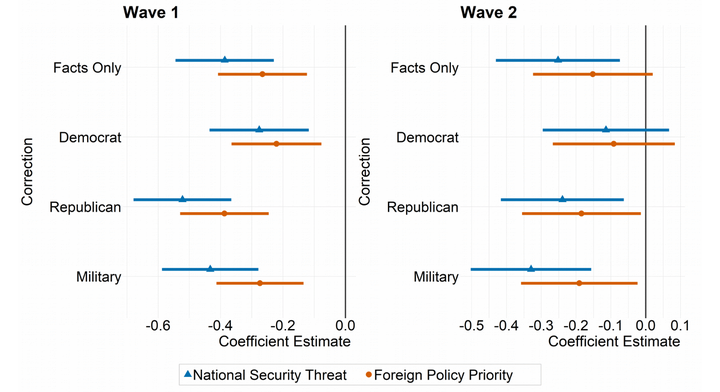 Wave 1
Wave 2
Correction
Facts Only
Democrat
Republican
Military
-0.6 -0.4 -0.2 0.0
Coefficient Estimate
Correction
Facts Only
Democrat
Republican
Military
-0.5 -0.4 -0.3 -0.2 -0.1 0.0 0.1
Coefficient Estimate
National Security Threat Foreign Policy Priority